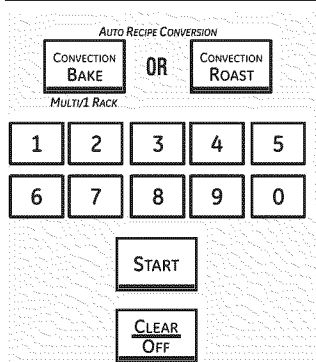 AUTO RECIPE CONVERSION
CONVECTION
BAKE
OR
CONVECTION
ROAST
MULTI/1 RACK
1 2 3 4 5
6 7 8 9 0
START
CLEAR
OFF